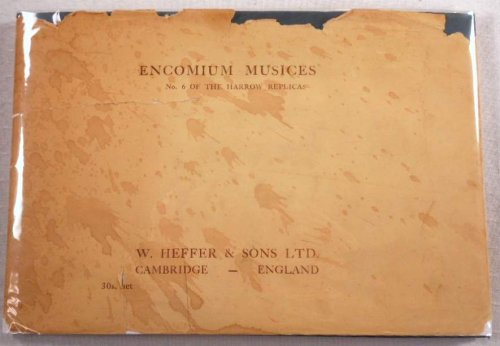 ENCOMIUM MUSICES
No. 6 OF THE HARROW REPLICAS
W. HEFFER & SONS LTD.
CAMBRIDGE — ENGLAND
30s. net